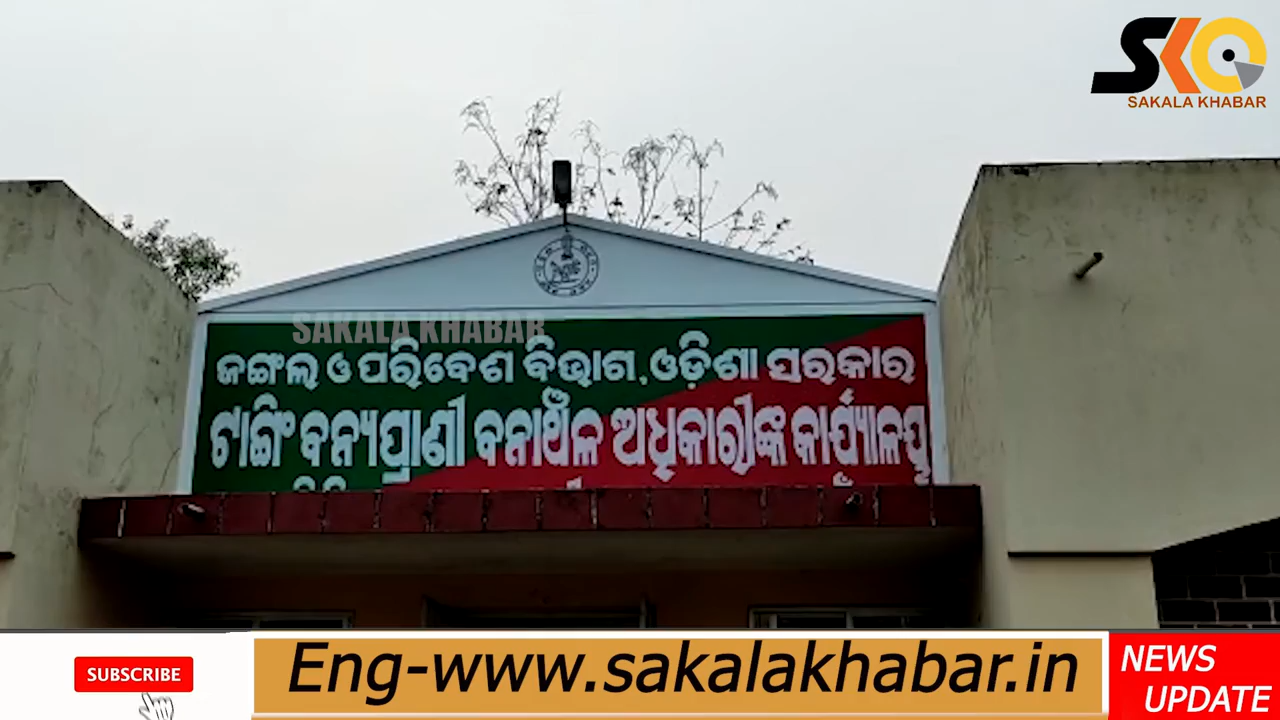 SKO
SAKALA KHABAR
SAKALA KHABAR
ଜଙ୍ଗଲ ଓ ପରିବେଶ ବିଭାଗ, ଓଡ଼ିଶା ସରକାର
ଟାଙ୍ଗି ବନ୍ୟପ୍ରାଣୀ ବନାଞ୍ଚଳ ଅଧିକାରୀଙ୍କ କାର୍ଯ୍ୟାଳୟ
SUBSCRIBE
Eng-www.sakalakhabar.in
NEWS
UPDATE